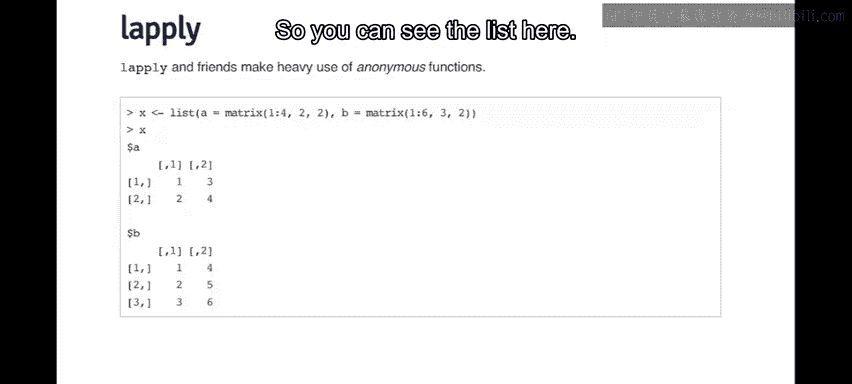 lapply
So you can see the list here.
lapply and friends make heavy use of anonymous functions.
> x <- list(a = matrix(1:4, 2, 2), b = matrix(1:6, 3, 2))
> x
$a
[,1] [,2]
[1,] 1 3
[2,] 2 4
$b
[,1] [,2]
[1,] 1 4
[2,] 2 5
[3,] 3 6